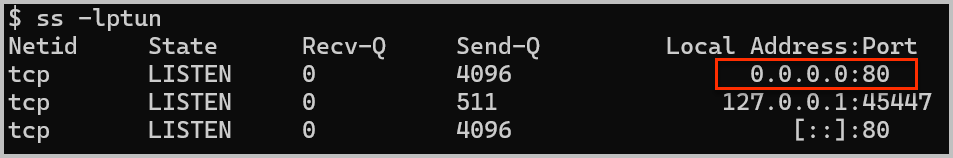 $ ss -lptun
Netid State Recv-Q Send-Q Local Address:Port
tcp LISTEN 0 4096 0.0.0.0:80
tcp LISTEN 0 511 127.0.0.1:45447
tcp LISTEN 0 4096 [::]:80